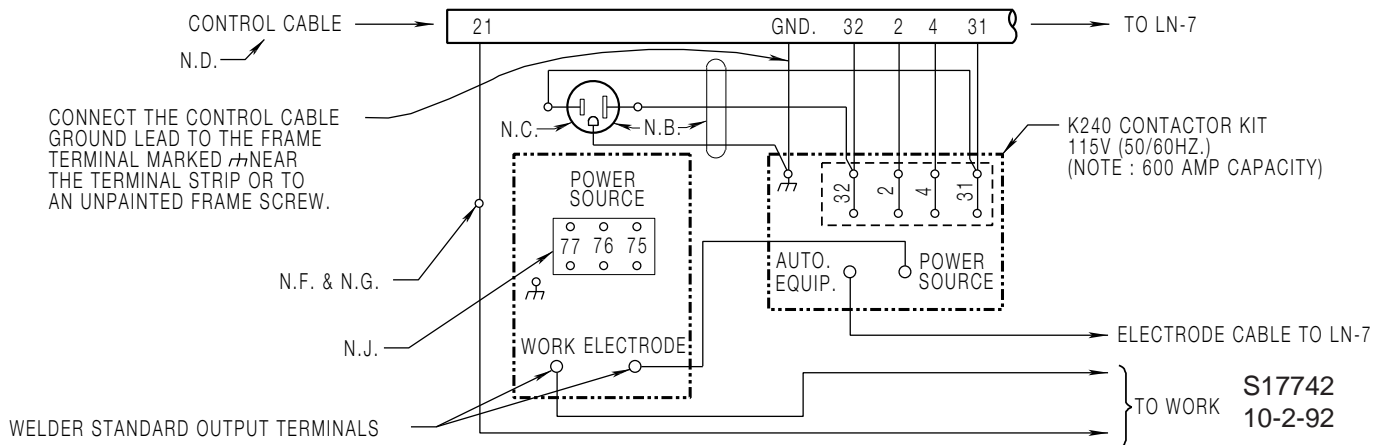 CONTROL CABLE
21
GND.
32
2
4
31
TO LN-7
N.D.
CONNECT THE CONTROL CABLE
GROUND LEAD TO THE FRAME
TERMINAL MARKED NEAR
THE TERMINAL STRIP OR TO
AN UNPAINTED FRAME SCREW.
N.C.
N.B.
K240 CONTACTOR KIT
115V (50/60HZ.)
(NOTE : 600 AMP CAPACITY)
POWER
SOURCE
32
2
4
31
77 76 75
N.F. & N.G.
AUTO.
EQUIP.
POWER
SOURCE
N.J.
WORK
ELECTRODE
ELECTRODE CABLE TO LN-7
TO WORK
S17742
10-2-92
WELDER STANDARD OUTPUT TERMINALS